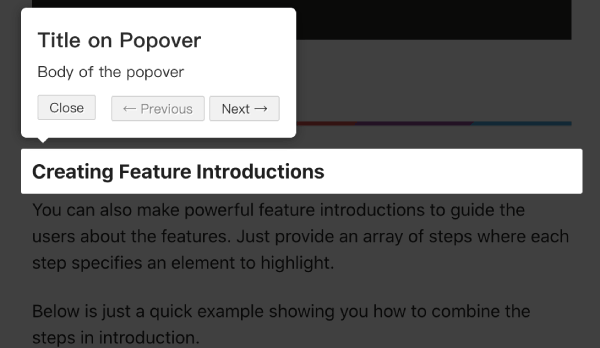 Title on Popover
Body of the popover
Close ← Previous Next →
Creating Feature Introductions
You can also make powerful feature introductions to guide the
users about the features. Just provide an array of steps where each
step specifies an element to highlight.
Below is just a quick example showing you how to combine the
steps in introduction.